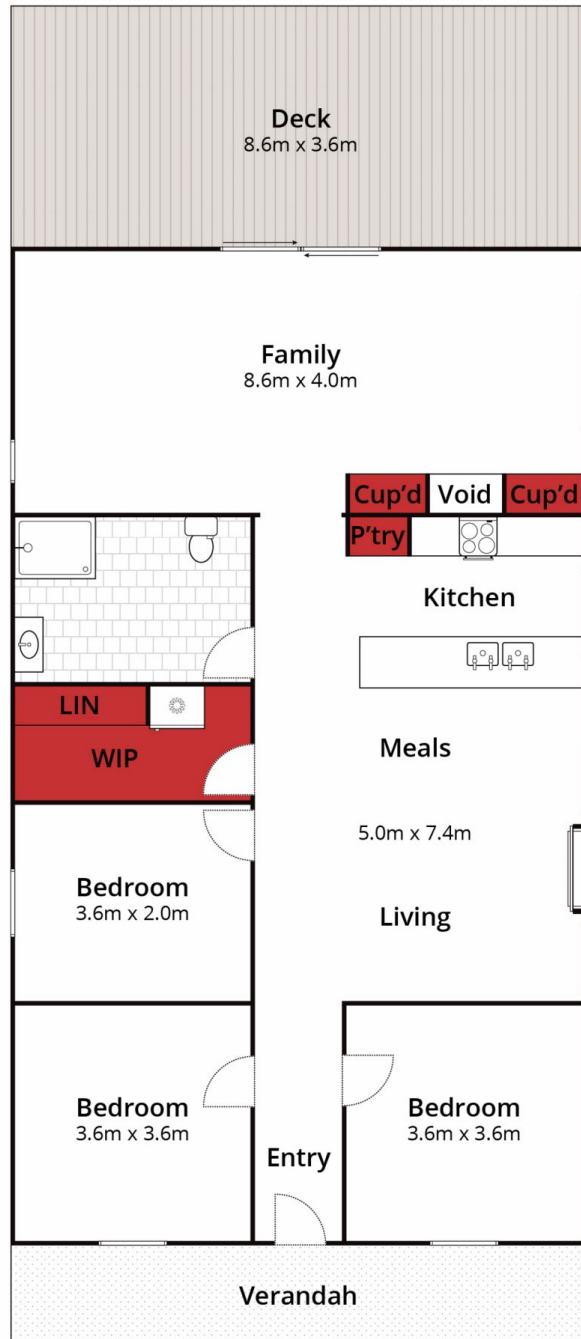 Deck
8.6m x 3.6m
Family
8.6m x 4.0m
Cup'd Void Cup'd
P'try
Kitchen
LIN
WIP
Meals
5.0m x 7.4m
Living
Bedroom
3.6m x 2.0m
Bedroom
3.6m x 3.6m
Bedroom
3.6m x 3.6m
Entry
Verandah